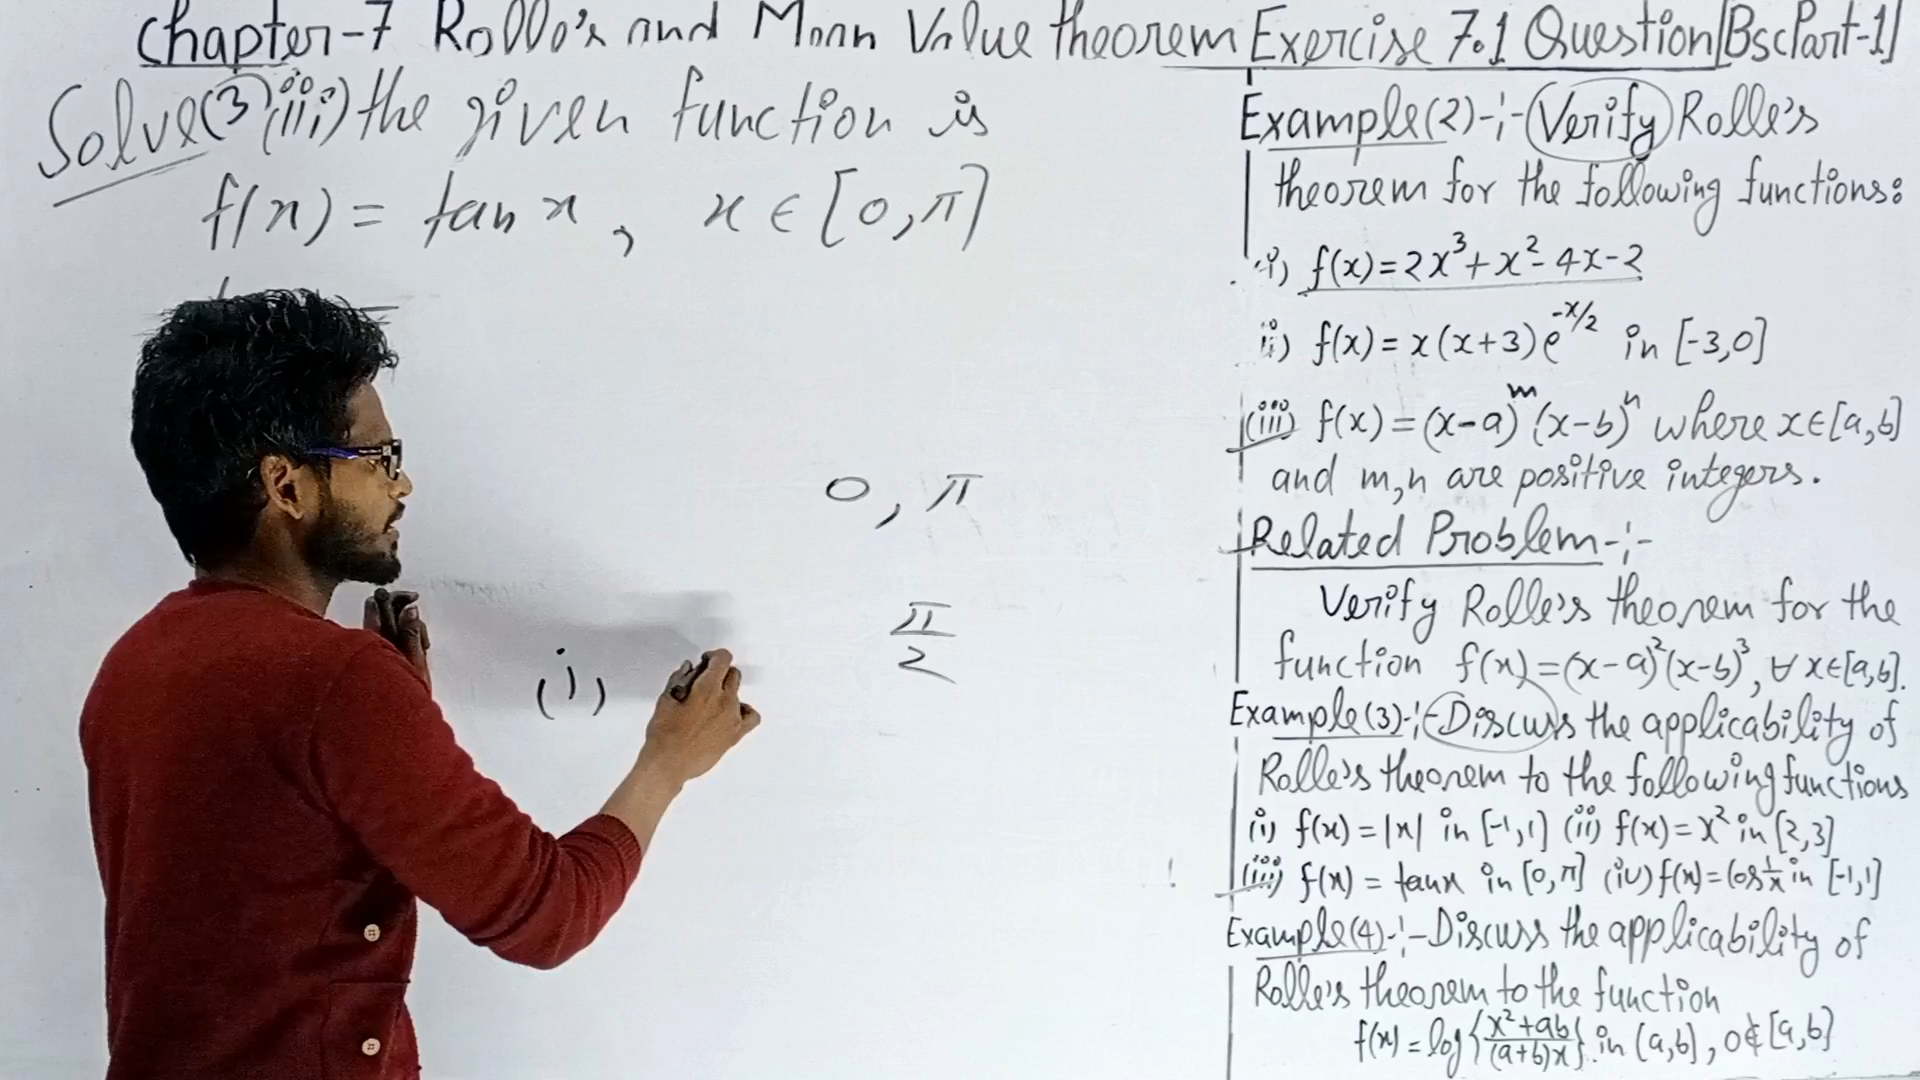 Chapter-7 Rolle's and Mean Value theorem Exercise 7.1 Question [Bsc Part-1]
Solve(3)(iii) the given function is
f(x) = tan x , x ∈ [0,π]
0, π
π/2
(i)
Example(2)-:- Verify Rolle's
theorem for the following functions:
(i) f(x)=2x³+x²-4x-2
ii) f(x)= x(x+3)e^-x/2 in [-3,0]
(iii) f(x)=(x-a)^m (x-b)^n where x∈[a,b]
and m,n are positive integers.
Related Problem-:-
Verify Rolle's theorem for the
function f(x)=(x-a)²(x-b)³, ∀ x∈[a,b].
Example(3)-:- Discuss the applicability of
Rolle's theorem to the following functions
(i) f(x)=|x| in [-1,1] (ii) f(x)=x² in [2,3]
(iii) f(x) = tanx in [0,π] (iv) f(x)=Cos 1/x in [-1,1]
Example(4)-:- Discuss the applicability of
Rolle's theorem to the function
f(x)=log{x²+ab/(a+b)x} in [a,b], 0∉[a,b]